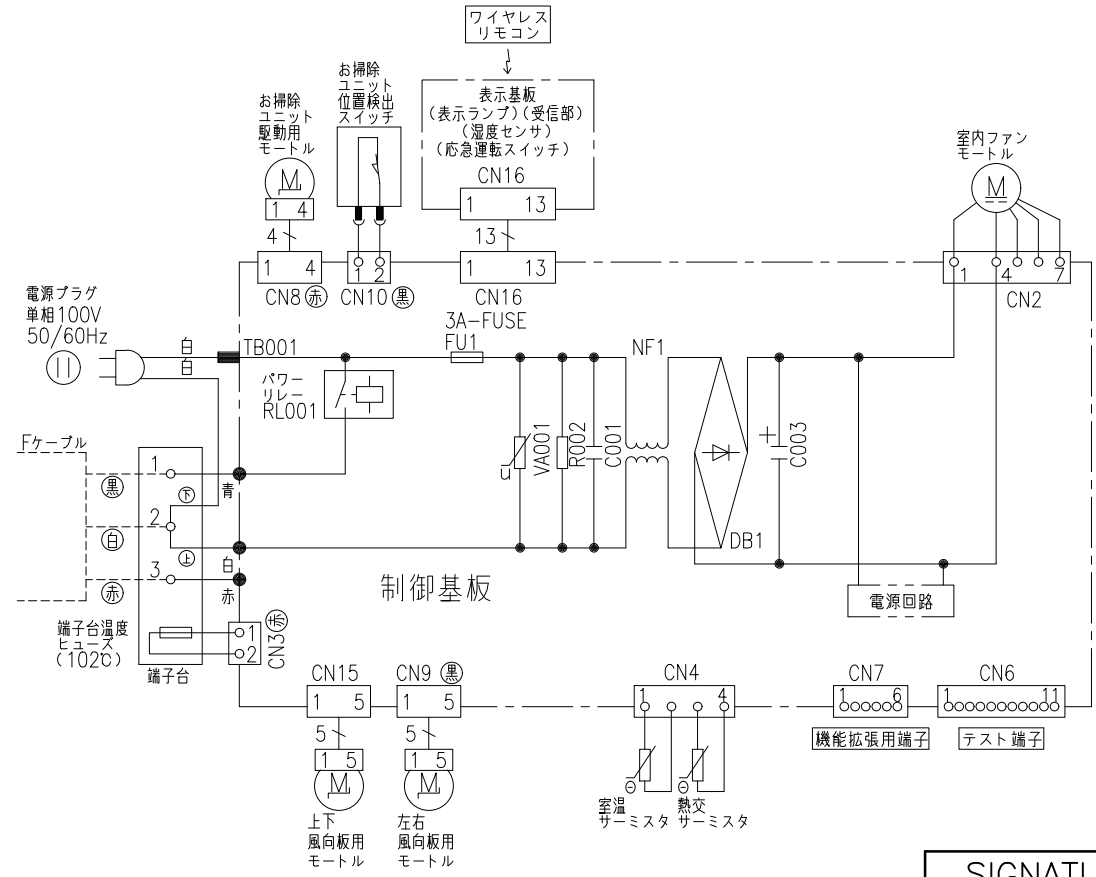 ワイヤレス
リモコン
お掃除
ユニット
位置検出
スイッチ
お掃除
ユニット
駆動用
モートル
M
1 4
4
表示基板
(表示ランプ)(受信部)
(湿度センサ)
(応急運転スイッチ)
CN16
1 13
13
室内ファン
モートル
M
1 4
CN8 赤
1 2
CN10 黒
1 13
CN16
1 4 7
CN2
電源プラグ
単相100V
50/60Hz
白
白
TB001
3A-FUSE
FU1
NF1
パワー
リレー
RL001
u
VA001
R002
C001
+
C003
DB1
Fケーブル
黒
白
赤
1
2
3
下
上
青
白
赤
制御基板
電源回路
端子台温度
ヒューズ
(102℃)
端子台
1
2
CN3 赤
CN15
1 5
5
1 5
M
上下
風向板用
モートル
CN9 黒
1 5
5
1 5
M
左右
風向板用
モートル
CN4
1 4
θ
室温
サーミスタ
θ
熱交
サーミスタ
CN7
1 6
機能拡張用端子
CN6
1 11
テスト端子